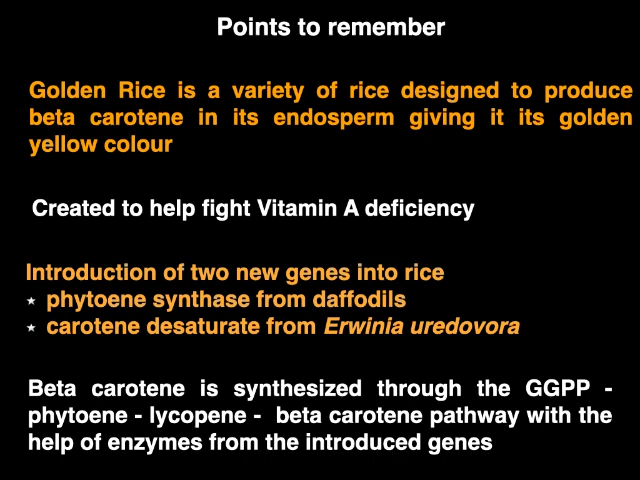 Points to remember
Golden Rice is a variety of rice designed to produce
beta carotene in its endosperm giving it its golden
yellow colour
Created to help fight Vitamin A deficiency
Introduction of two new genes into rice
⋆ phytoene synthase from daffodils
⋆ carotene desaturate from Erwinia uredovora
Beta carotene is synthesized through the GGPP -
phytoene - lycopene - beta carotene pathway with the
help of enzymes from the introduced genes